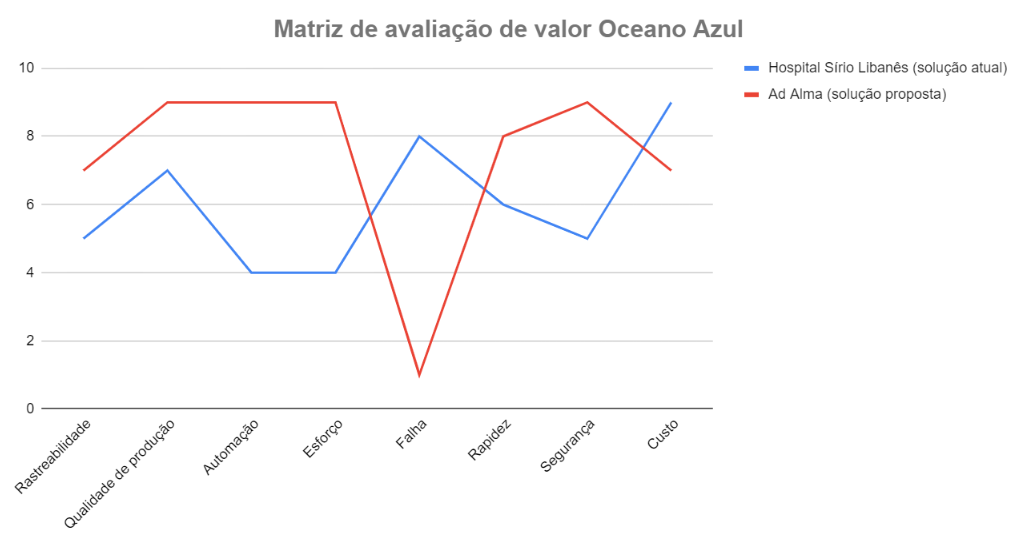 Matriz de avaliação de valor Oceano Azul
Hospital Sírio Libanês (solução atual)
Ad Alma (solução proposta)
10
8
6
4
2
0
Rastreabilidade
Qualidade de produção
Automação
Esforço
Falha
Rapidez
Segurança
Custo